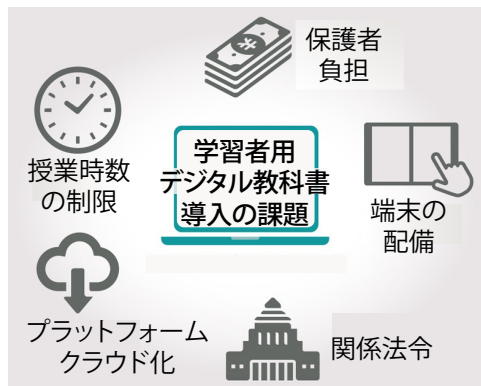 保護者
負担
授業時数
の制限
学習者用
デジタル教科書
導入の課題
端末の
配備
プラットフォーム
クラウド化
関係法令